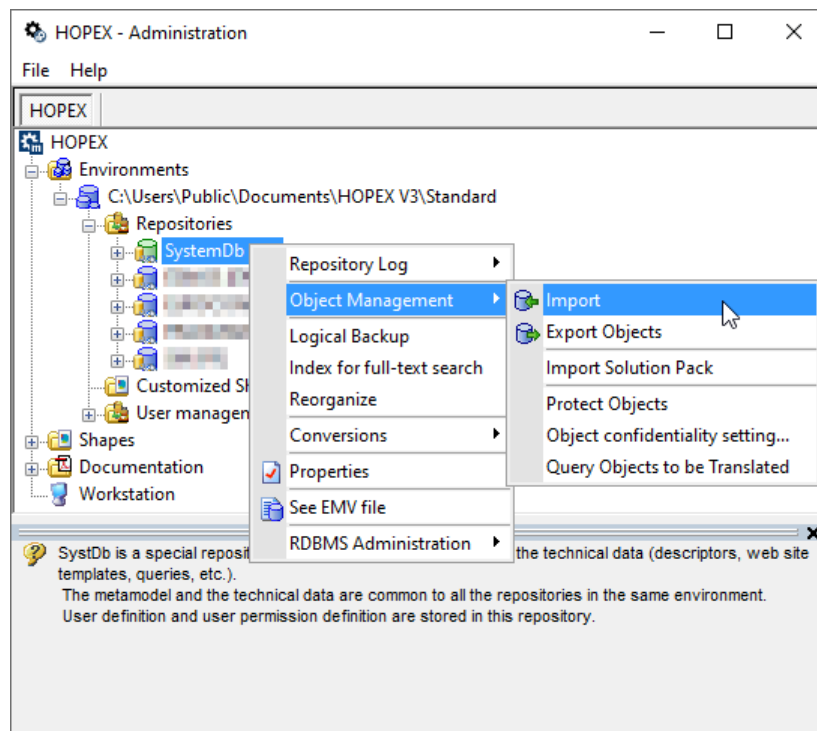 HOPEX - Administration
File Help
HOPEX
HOPEX
Environments
C:\Users\Public\Documents\HOPEX V3\Standard
Repositories
SystemDb
Customized Sh
User managen
Shapes
Documentation
Workstation
Repository Log
Object Management
Logical Backup
Index for full-text search
Reorganize
Conversions
Properties
See EMV file
RDBMS Administration
Import
Export Objects
Import Solution Pack
Protect Objects
Object confidentiality setting...
Query Objects to be Translated
SystDb is a special reposit the technical data (descriptors, web site
templates, queries, etc.).
The metamodel and the technical data are common to all the repositories in the same environment.
User definition and user permission definition are stored in this repository.